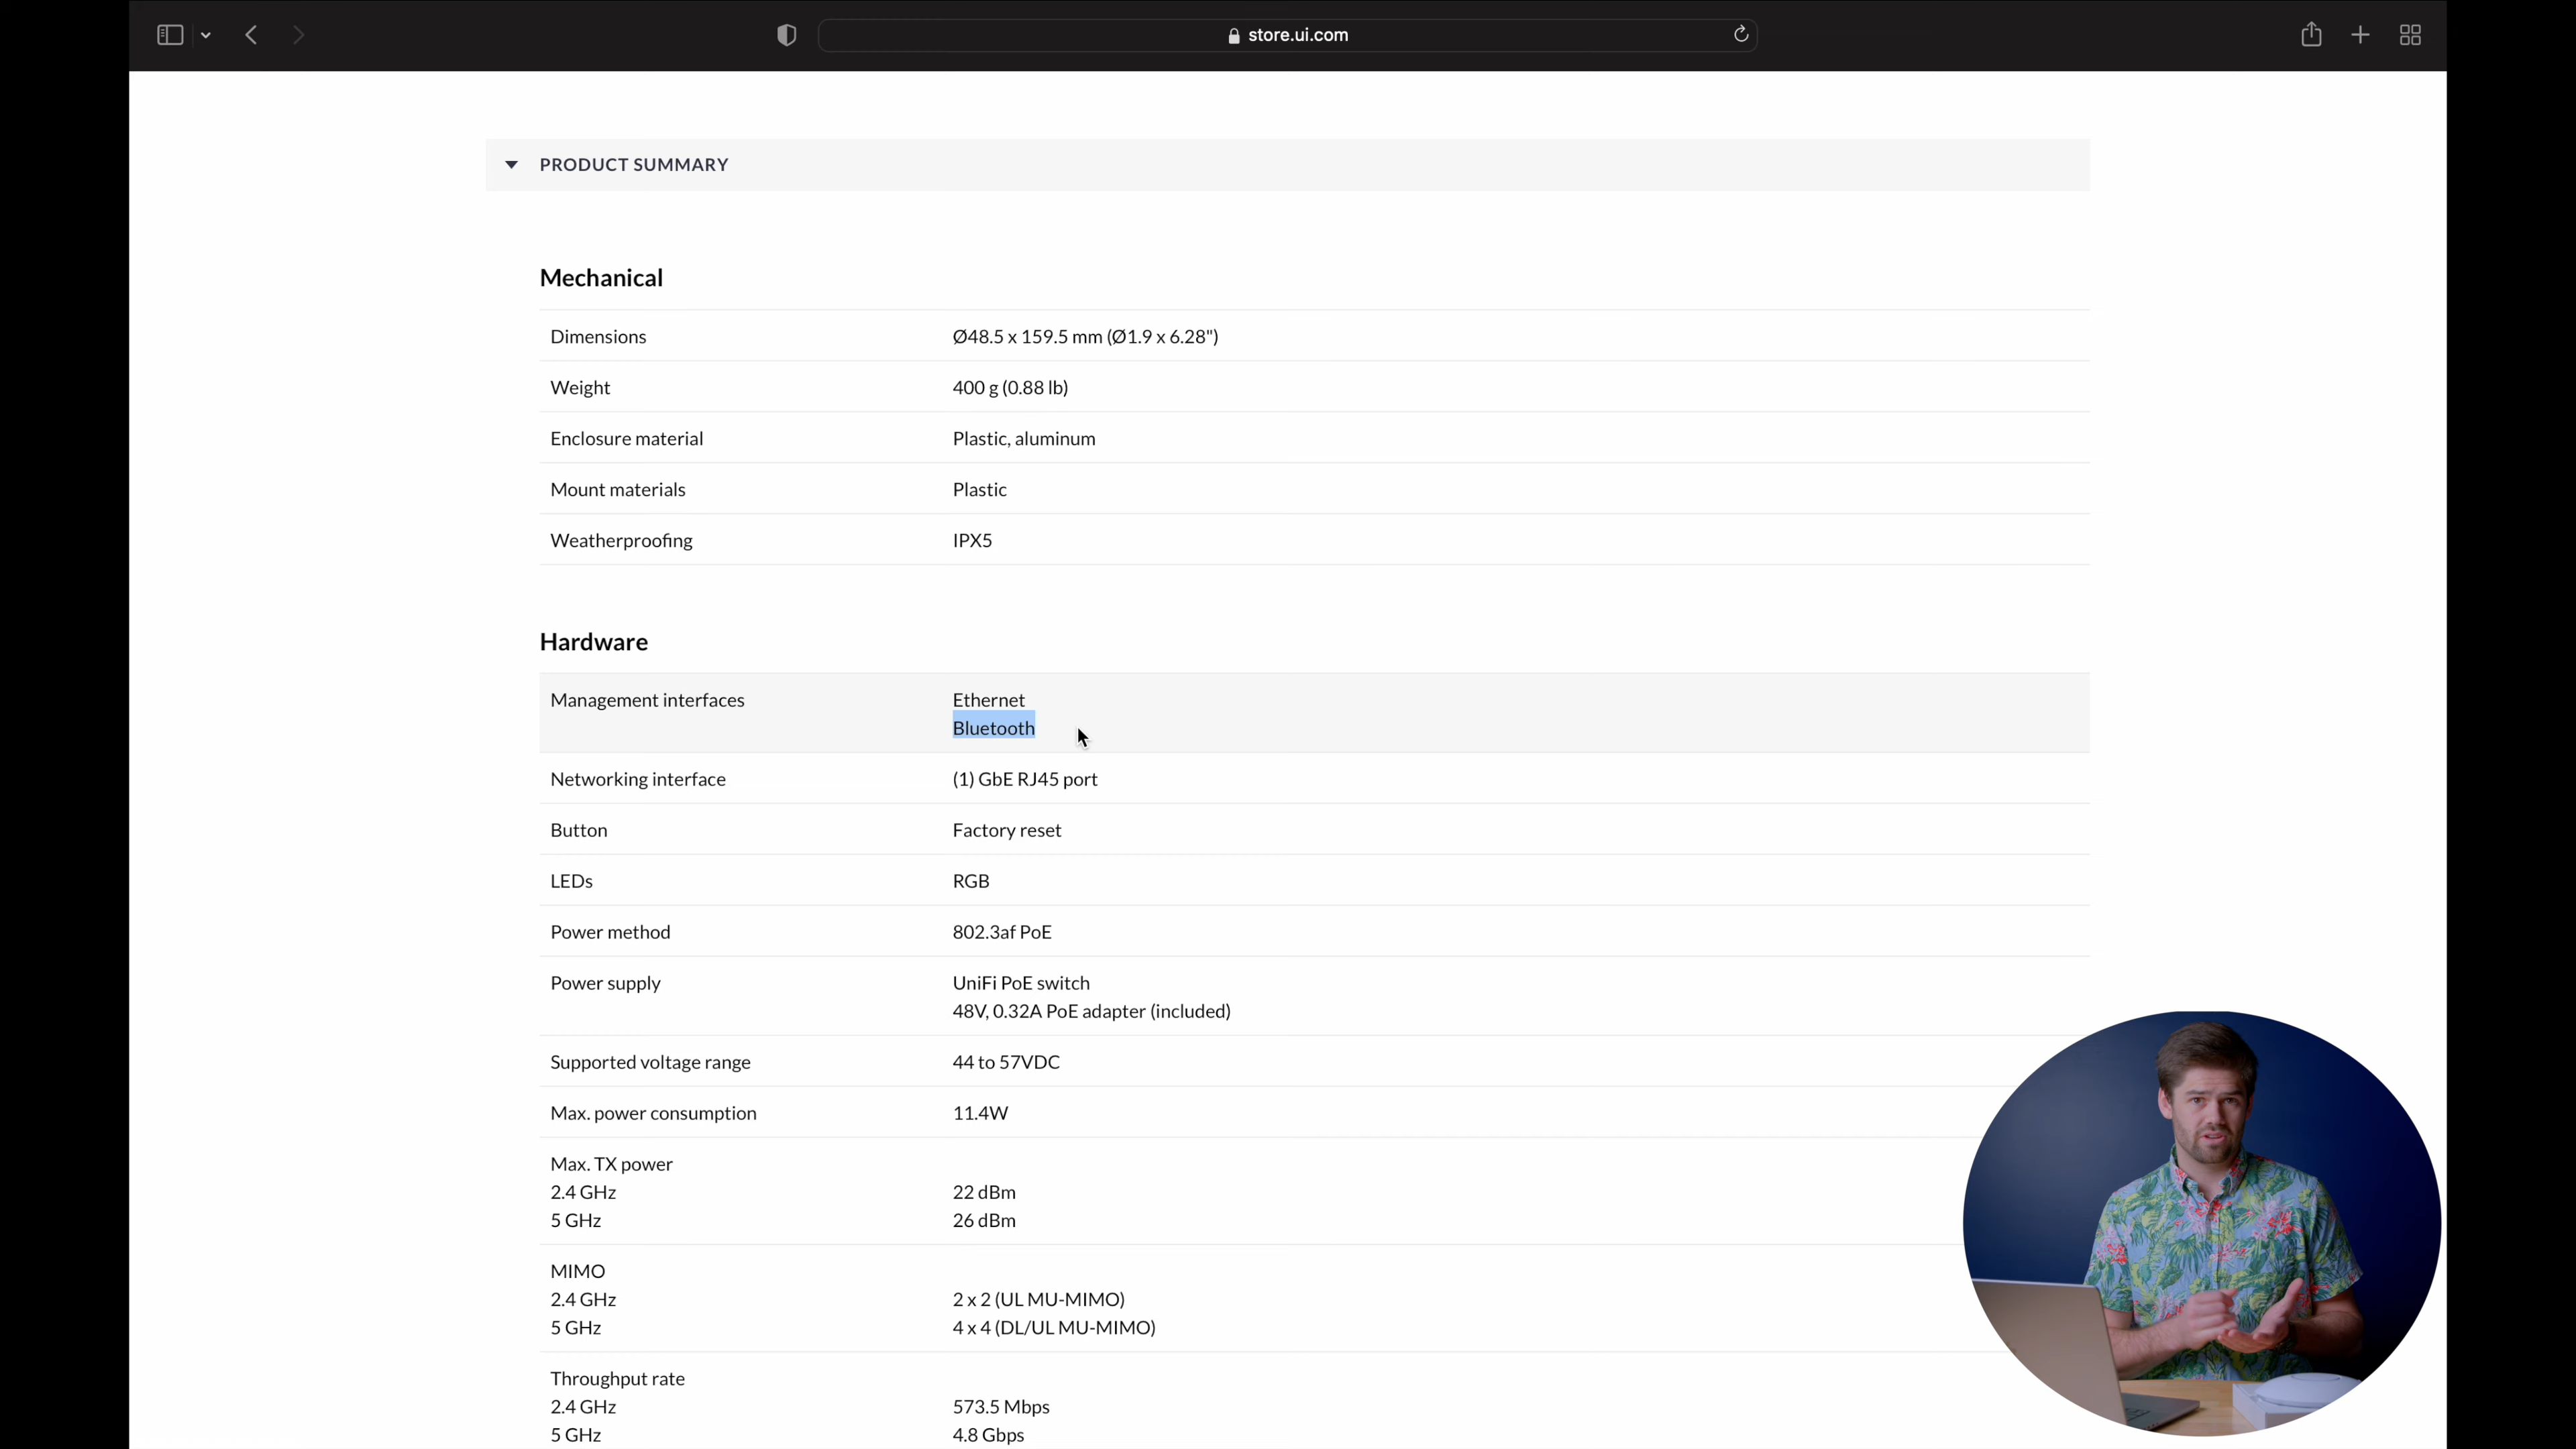 store.ui.com
PRODUCT SUMMARY
Mechanical
Dimensions Ø48.5 x 159.5 mm (Ø1.9 x 6.28")
Weight 400 g (0.88 lb)
Enclosure material Plastic, aluminum
Mount materials Plastic
Weatherproofing IPX5
Hardware
Management interfaces Ethernet
Bluetooth
Networking interface (1) GbE RJ45 port
Button Factory reset
LEDs RGB
Power method 802.3af PoE
Power supply UniFi PoE switch
48V, 0.32A PoE adapter (included)
Supported voltage range 44 to 57VDC
Max. power consumption 11.4W
Max. TX power
2.4 GHz 22 dBm
5 GHz 26 dBm
MIMO
2.4 GHz 2 x 2 (UL MU-MIMO)
5 GHz 4 x 4 (DL/UL MU-MIMO)
Throughput rate
2.4 GHz 573.5 Mbps
5 GHz 4.8 Gbps